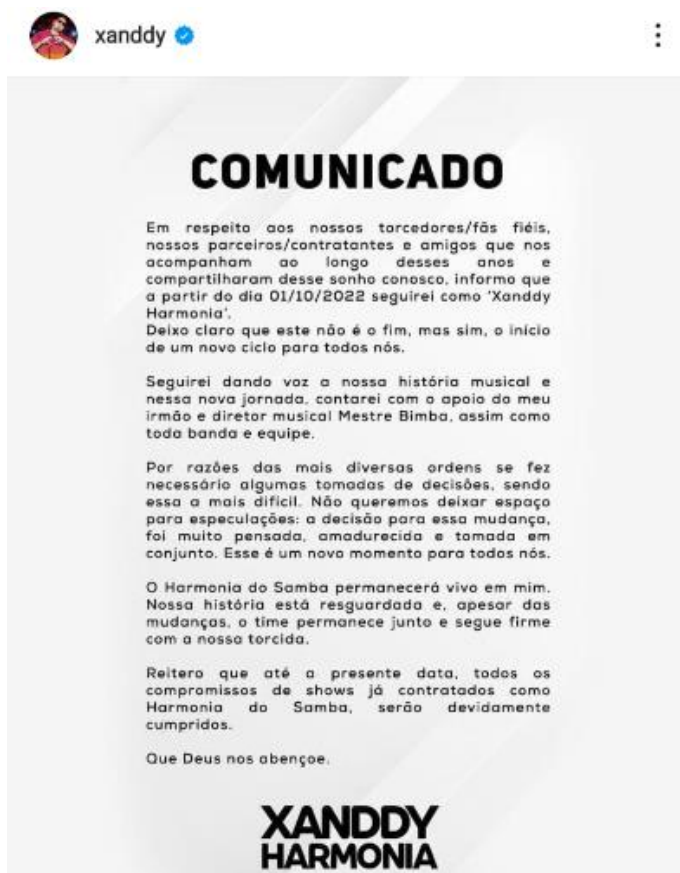 xanddy
COMUNICADO
Em respeito aos nossos torcedores/fãs fiéis,
nossos parceiros/contratantes e amigos que nos
acompanham ao longo desses anos e
compartilharam desse sonho conosco, informo que
a partir do dia 01/10/2022 seguirei como 'Xanddy
Harmonia'.
Deixo claro que este não é o fim, mas sim, o início
de um novo ciclo para todos nós.
Seguirei dando voz a nossa história musical e
nessa nova jornada, contarei com o apoio do meu
irmão e diretor musical Mestre Bimba, assim como
toda banda e equipe.
Por razões das mais diversas ordens se fez
necessário algumas tomadas de decisões, sendo
essa a mais difícil. Não queremos deixar espaço
para especulações: a decisão para essa mudança,
foi muito pensada, amadurecida e tomada em
conjunto. Esse é um novo momento para todos nós.
O Harmonia do Samba permanecerá vivo em mim.
Nossa história está resguardada e, apesar das
mudanças, o time permanece junto e segue firme
com a nossa torcida.
Reitero que até a presente data, todos os
compromissos de shows já contratados como
Harmonia do Samba, serão devidamente
cumpridos.
Que Deus nos abençoe.
XANDDY
HARMONIA